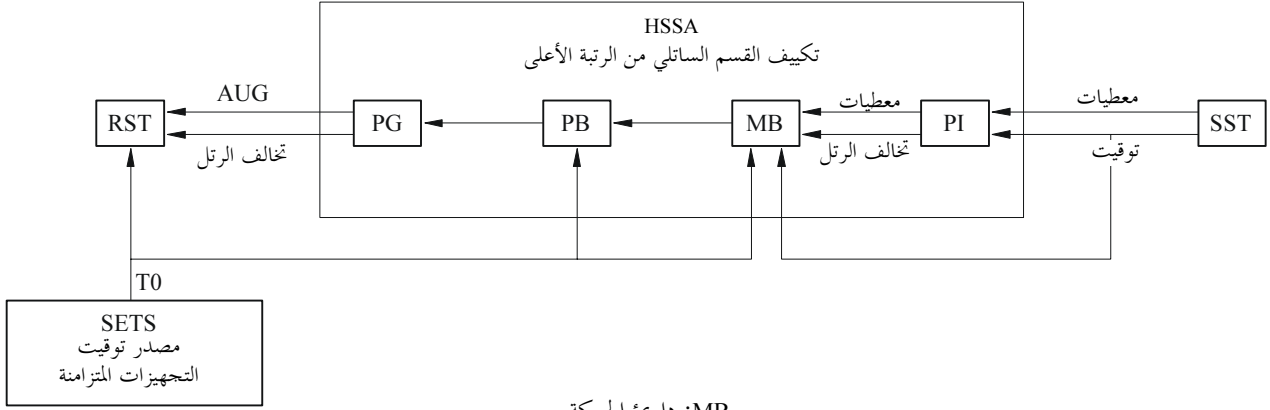 HSSA
تكييف القسم الساتلي من الرتبة الأعلى
AUG
معطيات
معطيات
RST
PG
PB
MB
PI
SST
تخالف الرتل
تخالف الرتل
توقيت
T0
SETS
مصدر توقيت
التجهيزات المتزامنة
MB: